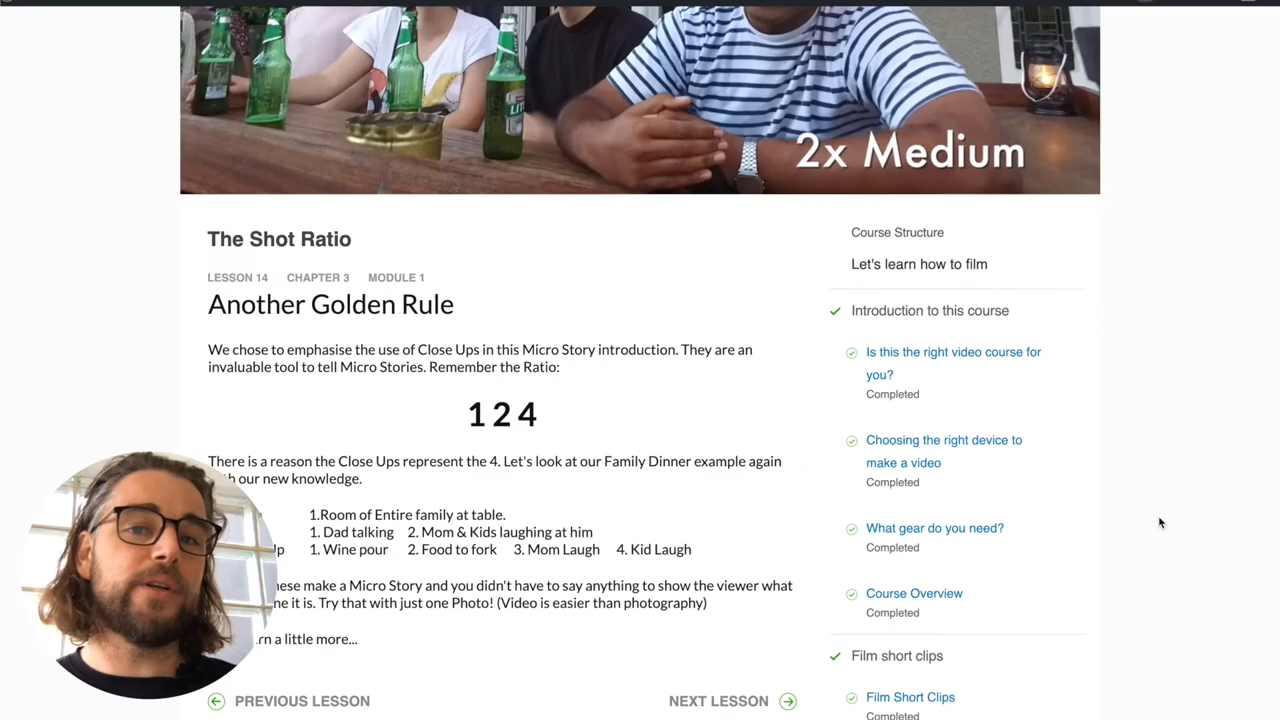 LITE
2x Medium
The Shot Ratio
LESSON 14 CHAPTER 3 MODULE 1
Another Golden Rule
We chose to emphasise the use of Close Ups in this Micro Story introduction. They are an
invaluable tool to tell Micro Stories. Remember the Ratio:
1 2 4
There is a reason the Close Ups represent the 4. Let's look at our Family Dinner example again
our new knowledge.
1.Room of Entire family at table.
1. Dad talking 2. Mom & Kids laughing at him
1. Wine pour 2. Food to fork 3. Mom Laugh 4. Kid Laugh
make a Micro Story and you didn't have to say anything to show the viewer what
it is. Try that with just one Photo! (Video is easier than photography)
a little more...
PREVIOUS LESSON
NEXT LESSON
Course Structure
Let's learn how to film
Introduction to this course
Is this the right video course for
you?
Completed
Choosing the right device to
make a video
Completed
What gear do you need?
Completed
Course Overview
Completed
Film short clips
Film Short Clips
Completed